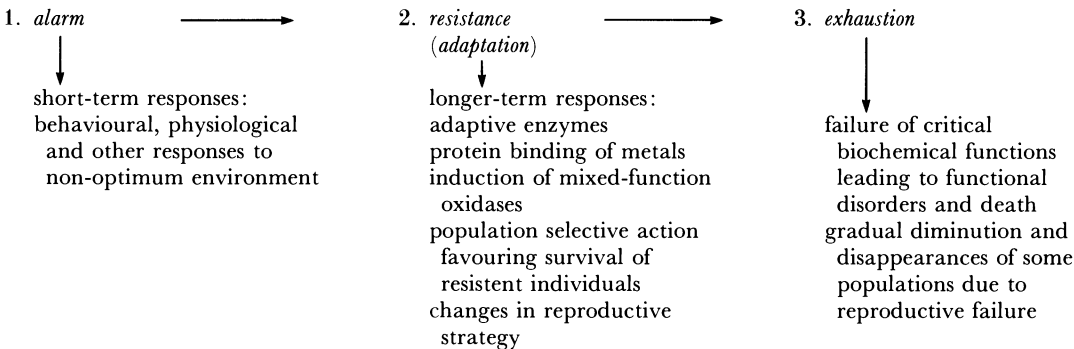 1. alarm
short-term responses:
behavioural, physiological
and other responses to
non-optimum environment
2. resistance
(adaptation)
longer-term responses:
adaptive enzymes
protein binding of metals
induction of mixed-function
oxidases
population selective action
favouring survival of
resistent individuals
changes in reproductive
strategy
3. exhaustion
failure of critical
biochemical functions
leading to functional
disorders and death
gradual diminution and
disappearances of some
populations due to
reproductive failure